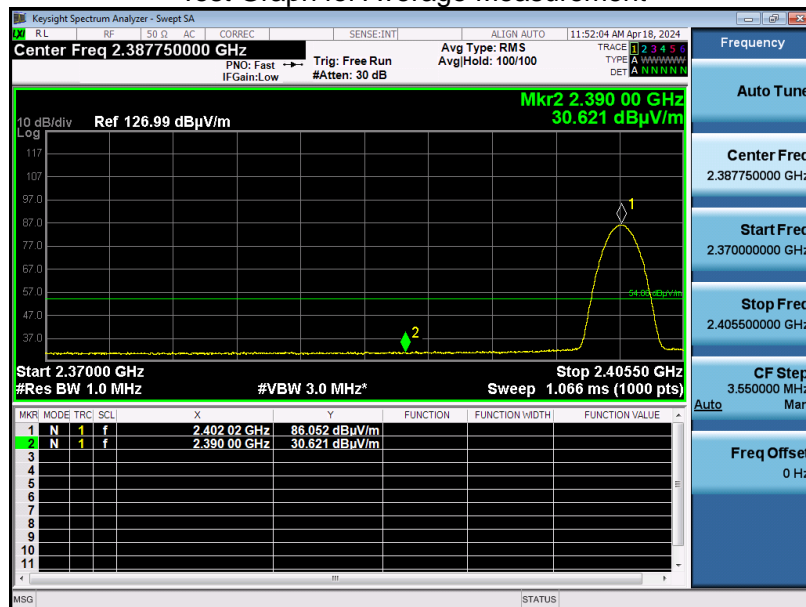 Test Graph for Average Measurement
Keysight Spectrum Analyzer - Swept SA
LXI RL RF 50 Ω AC CORREC SENSE:INT ALIGN AUTO 11:52:04 AM Apr 18, 2024
Center Freq 2.387750000 GHz
PNO: Fast
IFGain:Low
Trig: Free Run
#Atten: 30 dB
Avg Type: RMS
Avg|Hold: 100/100
TRACE 1 2 3 4 5 6
TYPE A WWWWW
DET A N N N N N
Mkr2 2.390 00 GHz
30.621 dBµV/m
10 dB/div Ref 126.99 dBµV/m
Log
117
107
97.0
87.0
77.0
67.0
57.0
47.0
37.0
1
54.00 dBµV/m
2
Start 2.37000 GHz Stop 2.40550 GHz
#Res BW 1.0 MHz #VBW 3.0 MHz* Sweep 1.066 ms (1000 pts)
MKR MODE TRC SCL X Y FUNCTION FUNCTION WIDTH FUNCTION VALUE
1 N 1 f 2.402 02 GHz 86.052 dBµV/m
2 N 1 f 2.390 00 GHz 30.621 dBµV/m
3
4
5
6
7
8
9
10
11
MSG STATUS
Frequency
Auto Tune
Center Freq
2.387750000 GHz
Start Freq
2.370000000 GHz
Stop Freq
2.405500000 GHz
CF Step
3.550000 MHz
Auto Man
Freq Offset
0 Hz